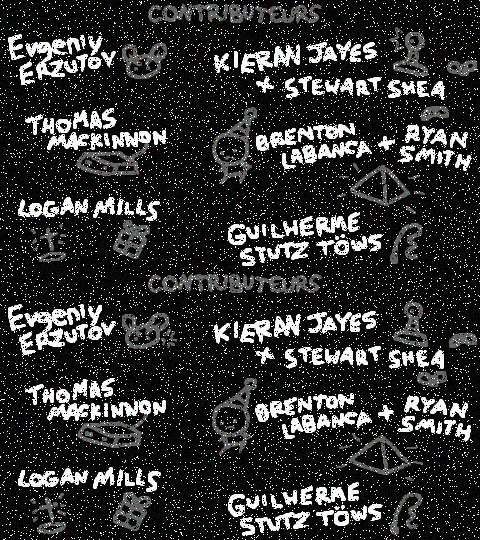 CONTRIBUTEURS
Evgeniy
ERZUTOV
KIERAN JAYES
x STEWART SHEA
THOMAS
MACKINNON
BRENTON
LABANCA + RYAN
SMITH
LOGAN MILLS
GUILHERME
STUTZ TÖWS
CONTRIBUTEURS
Evgeniy
ERZUTOV
KIERAN JAYES
x STEWART SHEA
THOMAS
MACKINNON
BRENTON
LABANCA + RYAN
SMITH
LOGAN MILLS
GUILHERME
STUTZ TÖWS